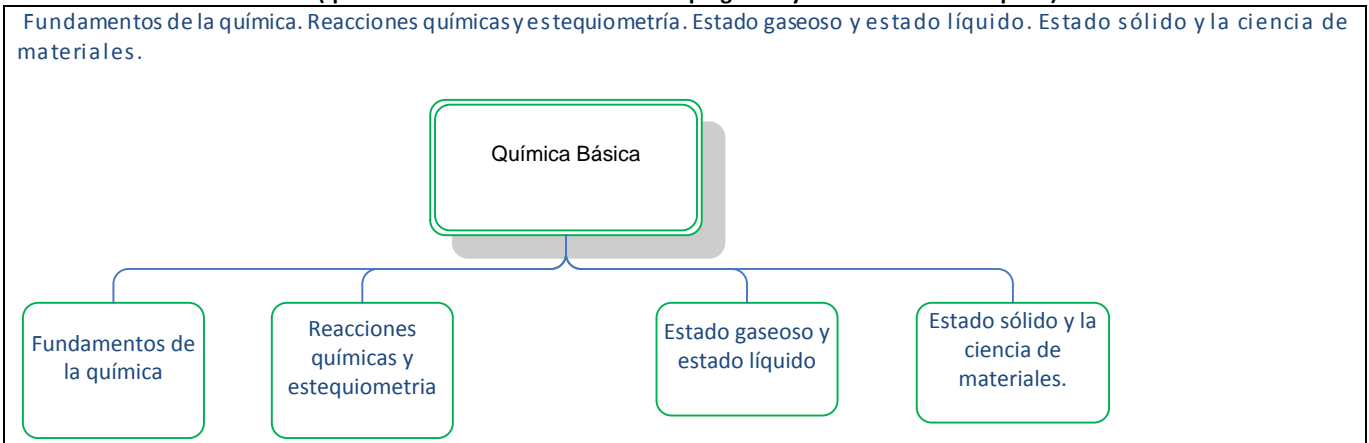 Fundamentos de la química. Reacciones químicas y estequiometría. Estado gaseoso y estado líquido. Estado sólido y la ciencia de
materiales.
Química Básica
Fundamentos de
la química
Reacciones
químicas y
estequiometria
Estado gaseoso y
estado líquido
Estado sólido y la
ciencia de
materiales.